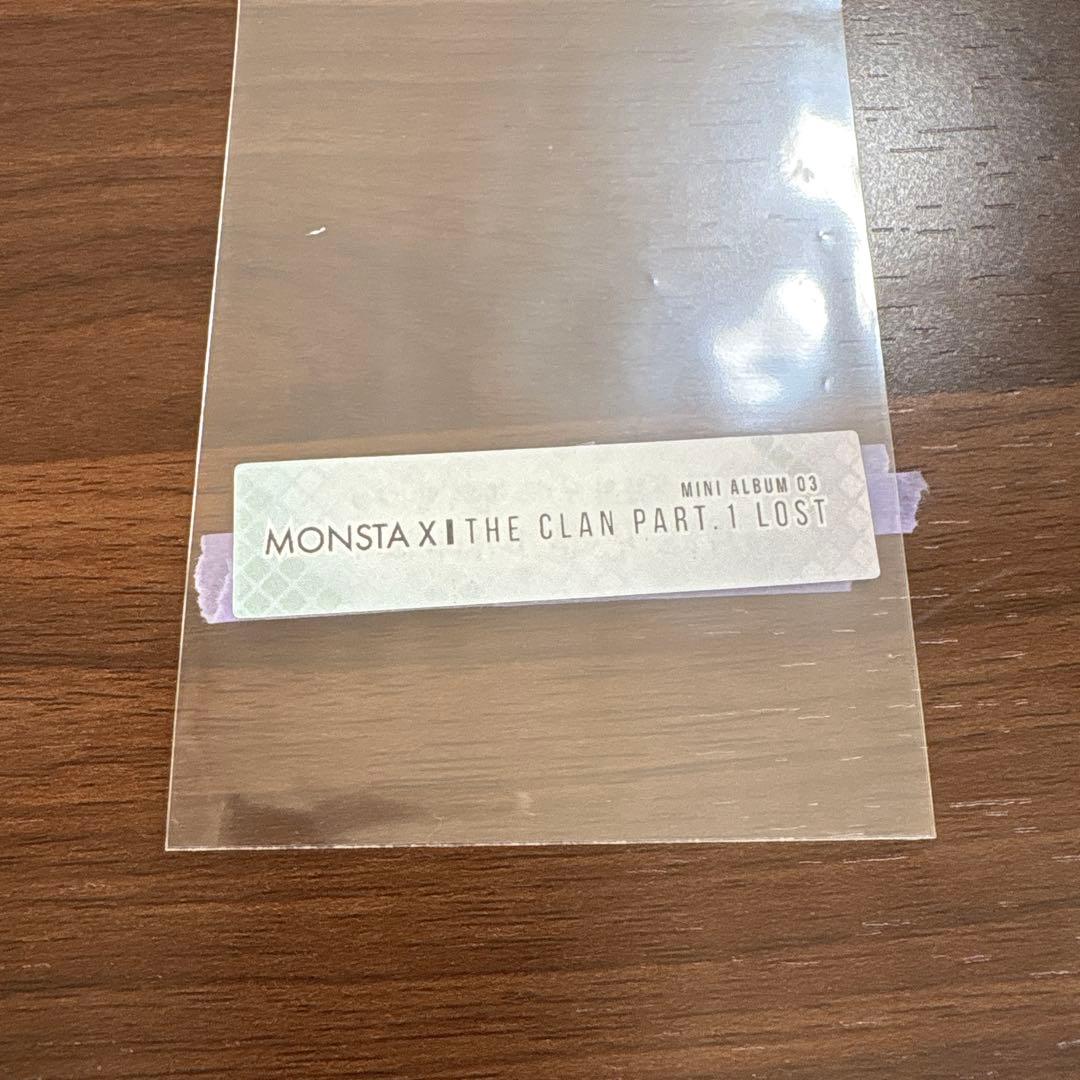 MINI ALBUM 03
MONSTA X THE CLAN PART.1 LOST